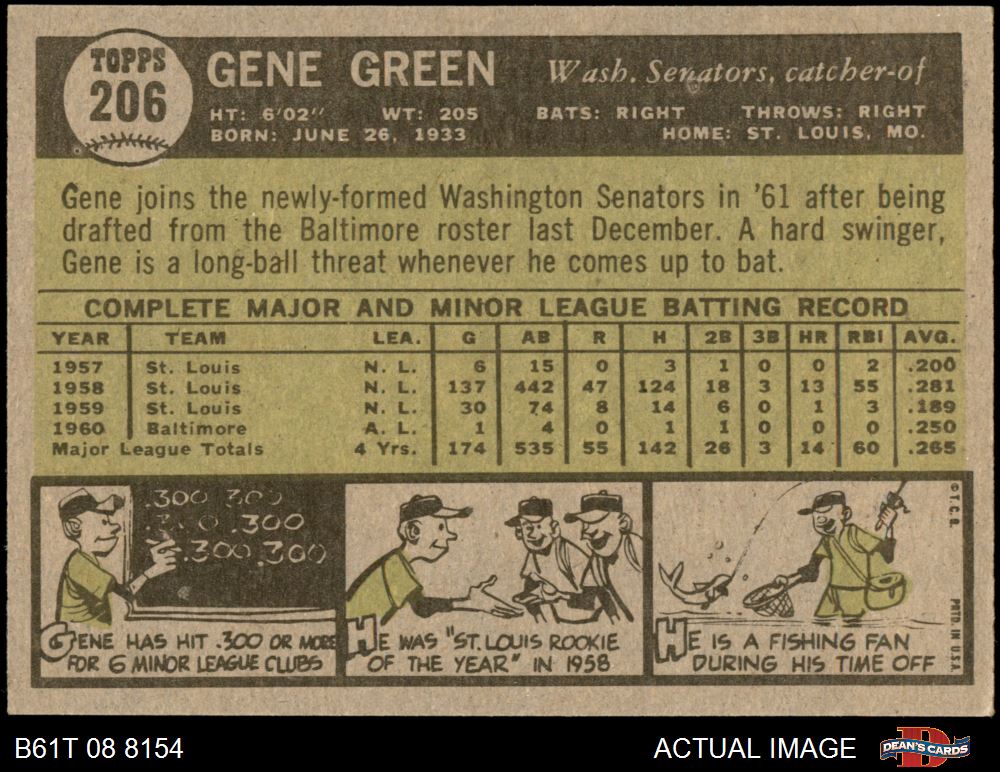 TOPPS
206
GENE GREEN
Wash. Senators, catcher-of
HT: 6'02" WT: 205 BATS: RIGHT THROWS: RIGHT
BORN: JUNE 26, 1933 HOME: ST. LOUIS, MO.
Gene joins the newly-formed Washington Senators in '61 after being
drafted from the Baltimore roster last December. A hard swinger,
Gene is a long-ball threat whenever he comes up to bat.
COMPLETE MAJOR AND MINOR LEAGUE BATTING RECORD
YEAR TEAM LEA. G AB R H 2B 3B HR RBI AVG.
1957 St. Louis N. L. 6 15 0 3 1 0 0 2 .200
1958 St. Louis N. L. 137 442 47 124 18 3 13 55 .281
1959 St. Louis N. L. 30 74 8 14 6 0 1 3 .189
1960 Baltimore A. L. 1 4 0 1 1 0 0 0 .250
Major League Totals 4 Yrs. 174 535 55 142 26 3 14 60 .265
.300 300
.300
.300 .300
GENE HAS HIT .300 OR MORE
FOR 6 MINOR LEAGUE CLUBS
HE WAS "ST. LOUIS ROOKIE
OF THE YEAR" IN 1958
HE IS A FISHING FAN
DURING HIS TIME OFF
© T. C. G.
PRTD. IN U.S.A.
B61T 08 8154
ACTUAL IMAGE
DEAN'S CARDS